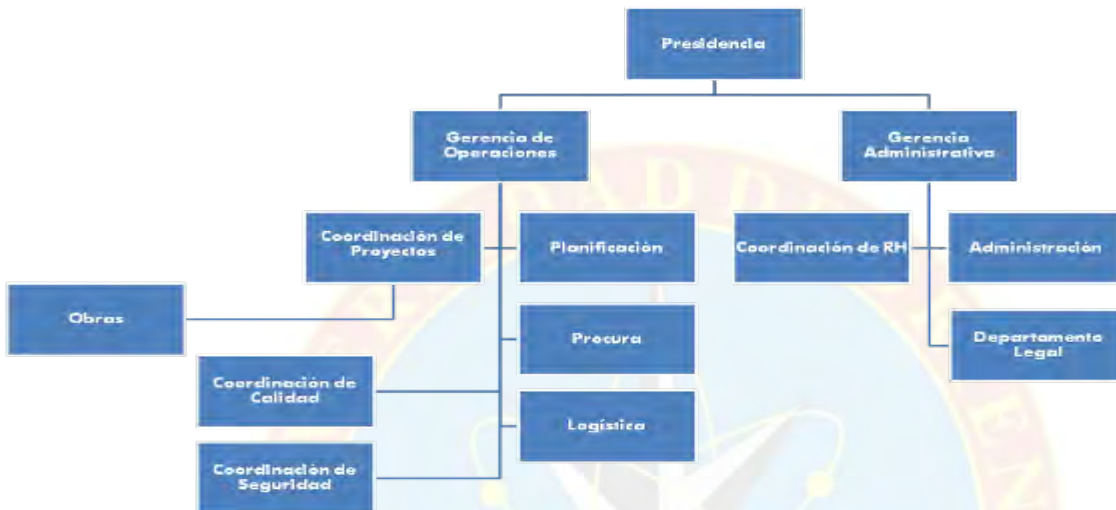 Presidencia
Gerencia de
Operaciones
Gerencia
Administrativa
Coordinación de
Proyectos
Planificación
Coordinación de RH
Administración
Obras
Procura
Departamento
Legal
Coordinación de
Calidad
Logística
Coordinación de
Seguridad